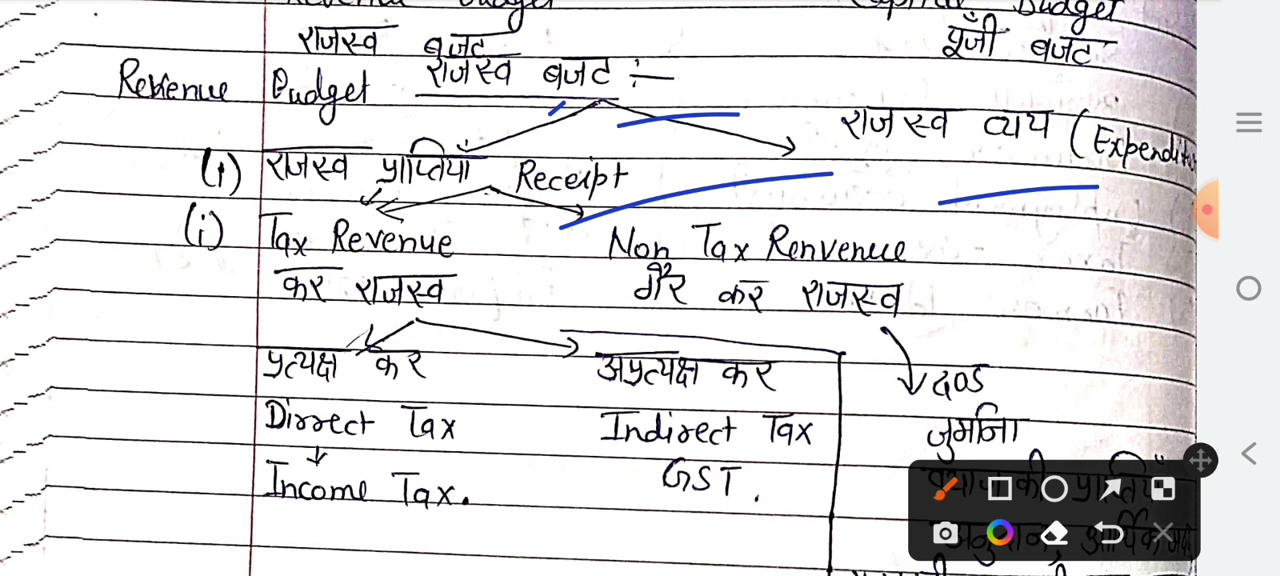 राजस्व बजट
पूँजी बजट
Revenue Budget राजस्व बजट :-
राजस्व व्यय (Expenditu
(1) राजस्व प्राप्तियाँ Receipt
(i) Tax Revenue Non Tax Renvenue
कर राजस्व गैर कर राजस्व
प्रत्यक्ष कर अप्रत्यक्ष कर दण्ड
Dirrect Tax Indirect Tax जुर्माना
Income Tax. GST.